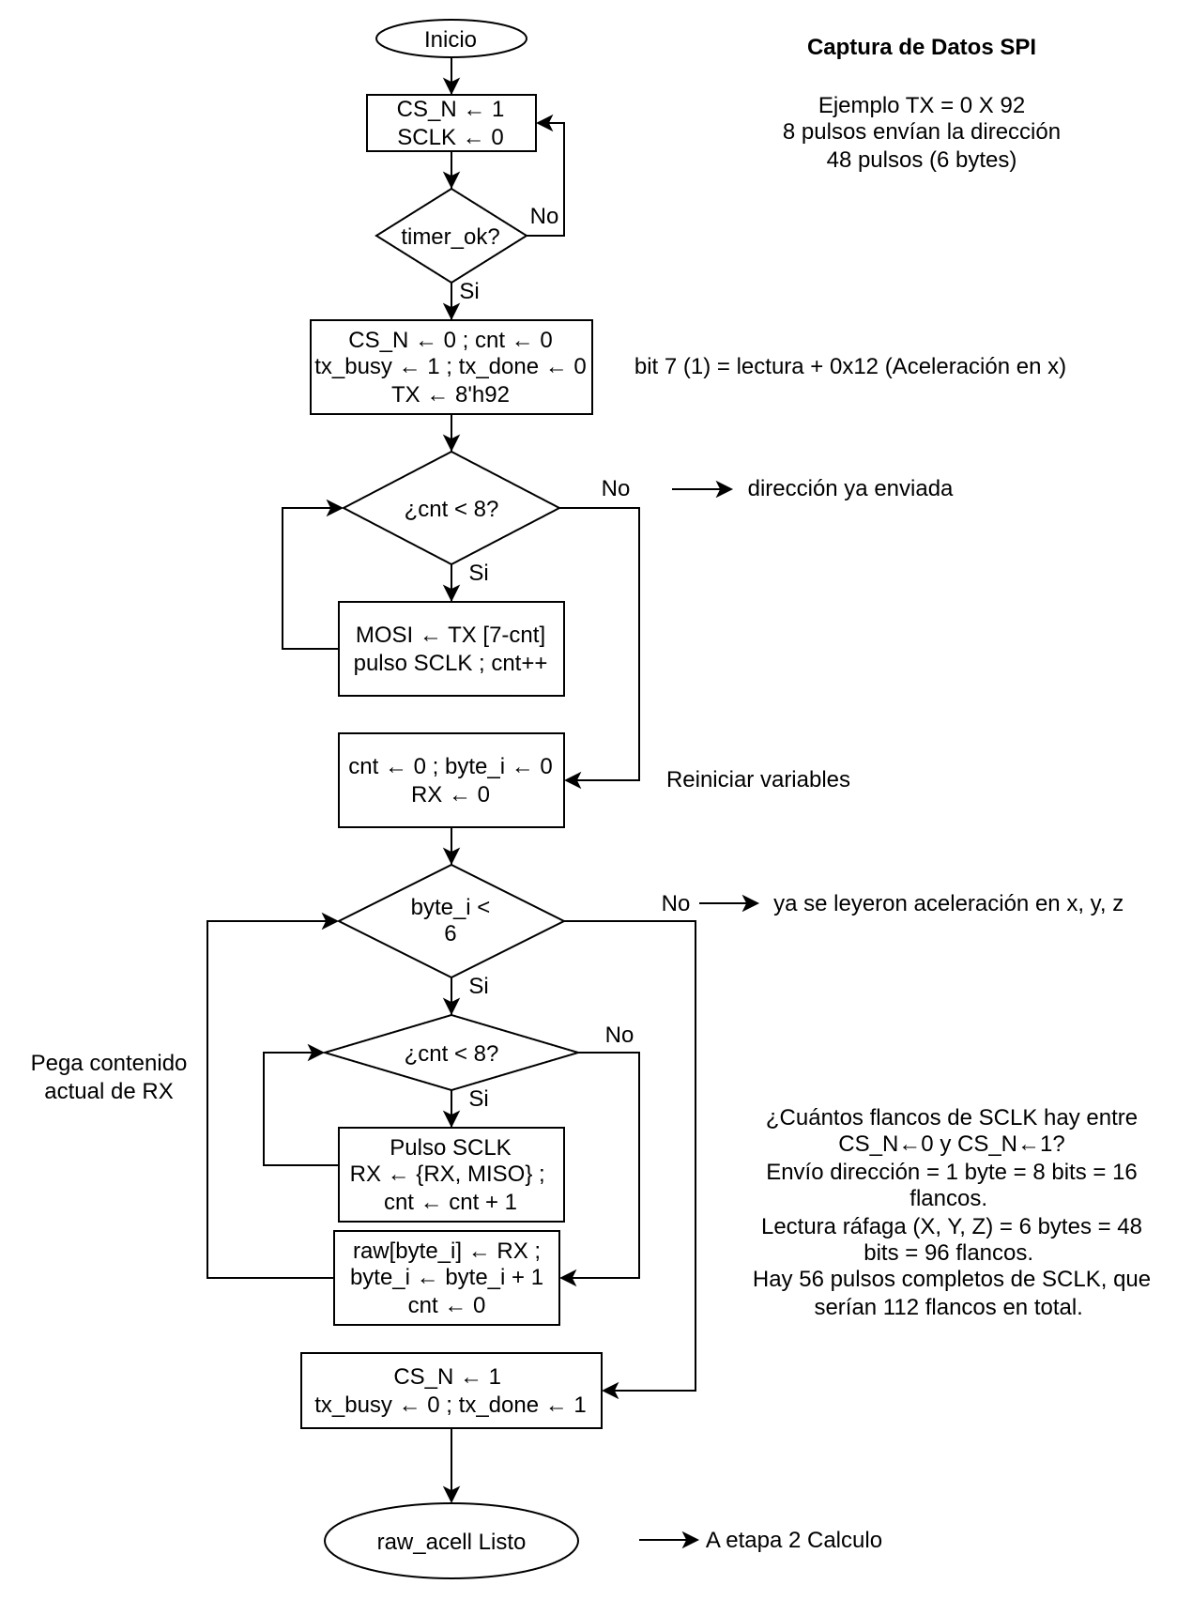 Inicio
Captura de Datos SPI
CS_N ← 1
SCLK ← 0
Ejemplo TX = 0 X 92
8 pulsos envían la dirección
48 pulsos (6 bytes)
No
timer_ok?
Si
CS_N ← 0 ; cnt ← 0
tx_busy ← 1 ; tx_done ← 0
TX ← 8'h92
bit 7 (1) = lectura + 0x12 (Aceleración en x)
¿cnt < 8?
No
dirección ya enviada
Si
MOSI ← TX [7-cnt]
pulso SCLK ; cnt++
cnt ← 0 ; byte_i ← 0
RX ← 0
Reiniciar variables
byte_i <
6
No
ya se leyeron aceleración en x, y, z
Si
¿cnt < 8?
No
Pega contenido
actual de RX
Si
Pulso SCLK
RX ← {RX, MISO} ;
cnt ← cnt + 1
raw[byte_i] ← RX ;
byte_i ← byte_i + 1
cnt ← 0
¿Cuántos flancos de SCLK hay entre
CS_N←0 y CS_N←1?
Envío dirección = 1 byte = 8 bits = 16
flancos.
Lectura ráfaga (X, Y, Z) = 6 bytes = 48
bits = 96 flancos.
Hay 56 pulsos completos de SCLK, que
serían 112 flancos en total.
CS_N ← 1
tx_busy ← 0 ; tx_done ← 1
raw_acell Listo
A etapa 2 Calculo